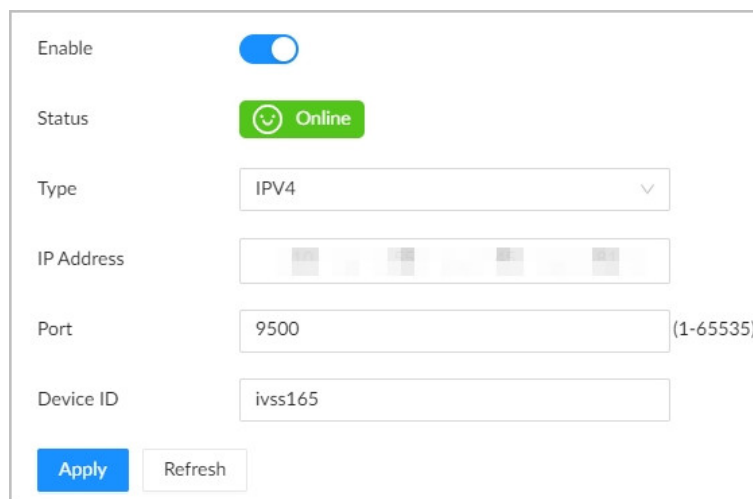 Enable
Status Online
Type IPV4
IP Address
Port 9500 (1-65535)
Device ID ivss165
Apply Refresh